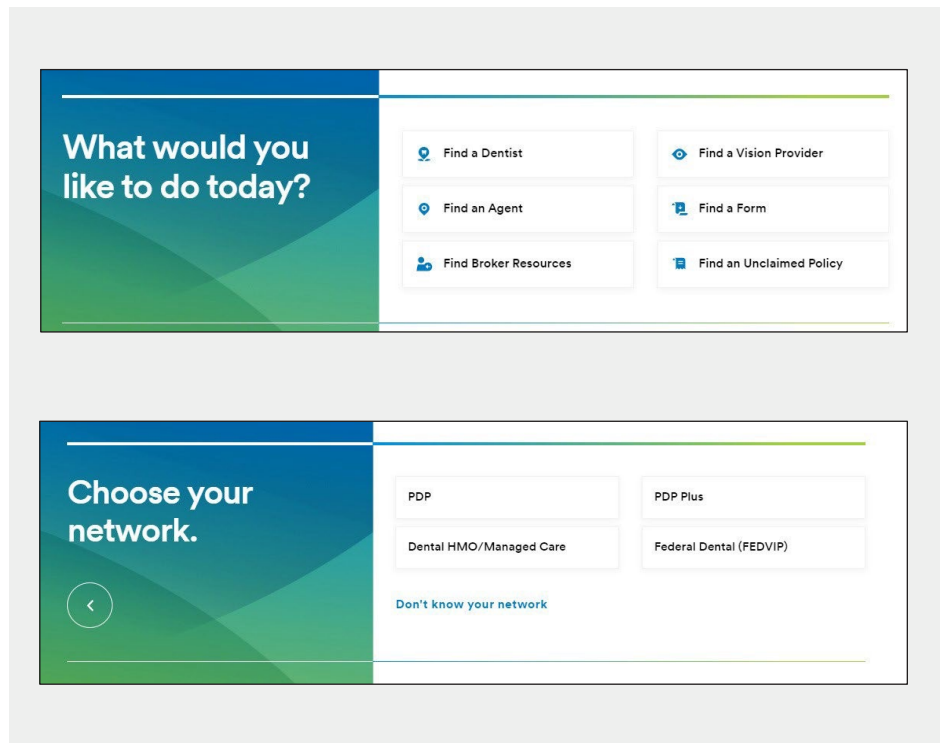 What would you
like to do today?
Find a Dentist
Find a Vision Provider
Find an Agent
Find a Form
Find Broker Resources
Find an Unclaimed Policy
Choose your
network.
PDP
PDP Plus
Dental HMO/Managed Care
Federal Dental (FEDVIP)
Don't know your network